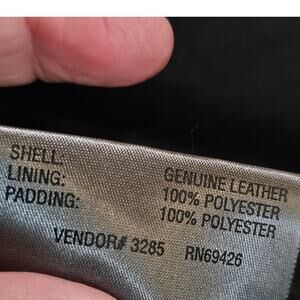 SHELL: GENUINE LEATHER
LINING: 100% POLYESTER
PADDING: 100% POLYESTER
VENDOR# 3285 RN69426